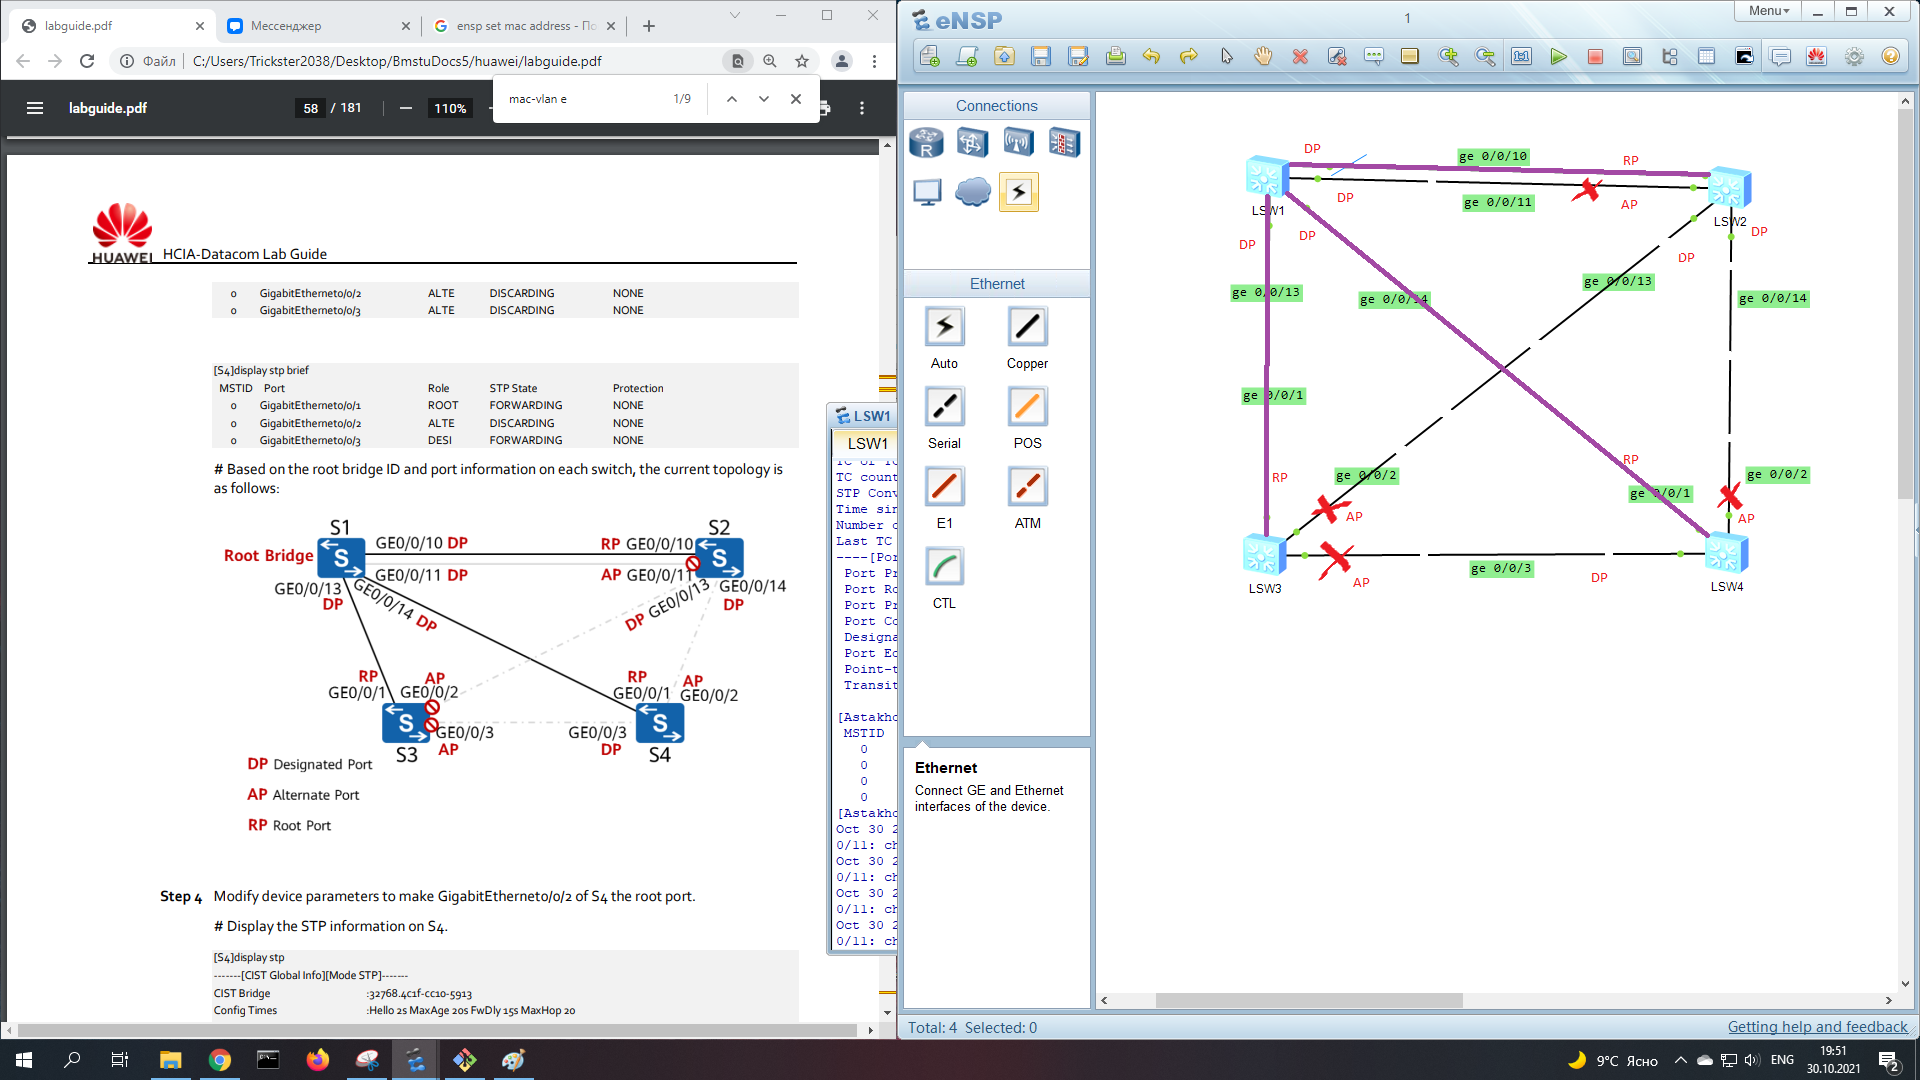 labguide.pdf
Мессенджер
ensp set mac address - По
Файл
C:/Users/Trickster2038/Desktop/BmstuDocs5/huawei/labguide.pdf
labguide.pdf
58 / 181
110%
mac-vlan e
1/9
HUAWEI
HCIA-Datacom Lab Guide
0 GigabitEthernet0/0/2 ALTE DISCARDING NONE
0 GigabitEthernet0/0/3 ALTE DISCARDING NONE
[S4]display stp brief
MSTID Port Role STP State Protection
0 GigabitEthernet0/0/1 ROOT FORWARDING NONE
0 GigabitEthernet0/0/2 ALTE DISCARDING NONE
0 GigabitEthernet0/0/3 DESI FORWARDING NONE
# Based on the root bridge ID and port information on each switch, the current topology is
as follows:
S1
S2
GE0/0/10 DP
RP GE0/0/10
Root Bridge
S
S
GE0/0/11 DP
AP GE0/0/11
GE0/0/13
DP
GE0/0/14 DP
DP GE0/0/13
GE0/0/14
DP
RP
AP
RP
AP
GE0/0/1
GE0/0/2
GE0/0/1
GE0/0/2
S
S
GE0/0/3
GE0/0/3
AP
DP
S3
S4
DP Designated Port
AP Alternate Port
RP Root Port
Step 4 Modify device parameters to make GigabitEthernet0/0/2 of S4 the root port.
# Display the STP information on S4.
[S4]display stp
-------[CIST Global Info][Mode STP]-------
CIST Bridge :32768.4c1f-cc10-5913
Config Times :Hello 2s MaxAge 20s FwDly 15s MaxHop 20
LSW1
LSW1
TC or TC
TC count
STP Conv
Time sin
Number o
Last TC
----[Por
Port Pr
Port Ro
Port Pr
Port Co
Designa
Port Ed
Point-t
Transit
[Astakho
MSTID
0
0
0
0
[Astakho
Oct 30 2
0/11: ch
Oct 30 2
0/11: ch
Oct 30 2
0/11: ch
Oct 30 2
0/11: ch
eNSP
1
Menu
Connections
R
Ethernet
Auto
Copper
Serial
POS
E1
ATM
CTL
Ethernet
Connect GE and Ethernet
interfaces of the device.
DP
ge 0/0/10
RP
LSW1
DP
ge 0/0/11
AP
LSW2
DP
DP
DP
DP
ge 0/0/13
ge 0/0/14
ge 0/0/13
ge 0/0/14
ge 0/0/1
RP
ge 0/0/2
AP
RP
ge 0/0/1
ge 0/0/2
AP
LSW3
AP
ge 0/0/3
DP
LSW4
Total: 4 Selected: 0
Getting help and feedback
9°C Ясно
ENG
19:51
30.10.2021
2